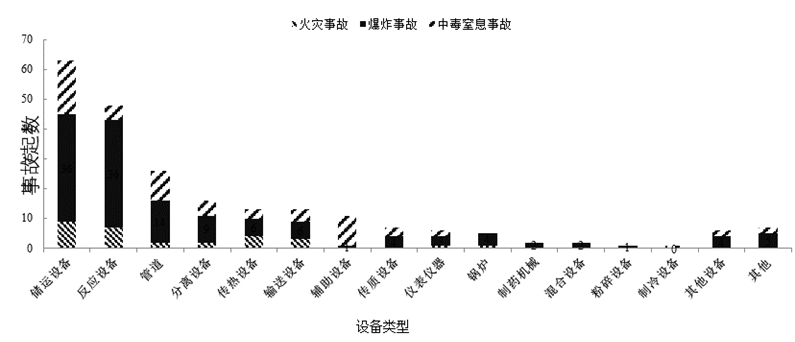 火灾事故 爆炸事故 中毒窒息事故
70
60
50
40
20
10
0
事故起数
36
36
14
9
储运设备
反应设备
管道
分离设备
传热设备
输送设备
辅助设备
传质设备
仪表仪器
锅炉
制药机械
混合设备
粉碎设备
制冷设备
其他设备
其他
设备类型